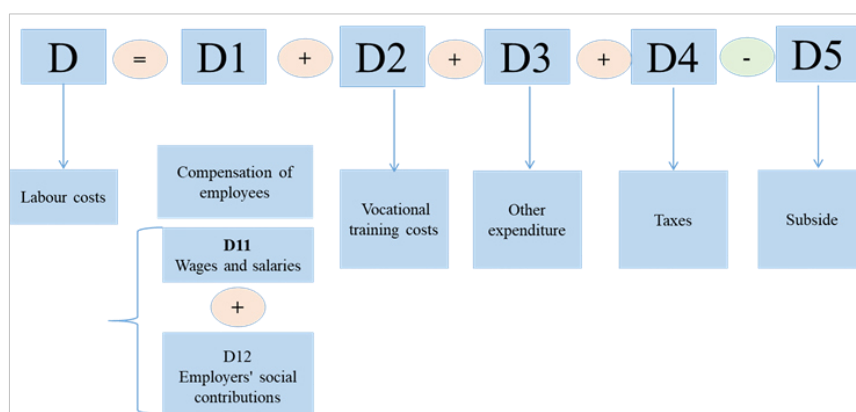 D = D1 + D2 + D3 + D4 - D5
Labour costs
Compensation of
employees
D11
Wages and salaries
+
D12
Employers' social
contributions
Vocational
training costs
Other
expenditure
Taxes
Subside